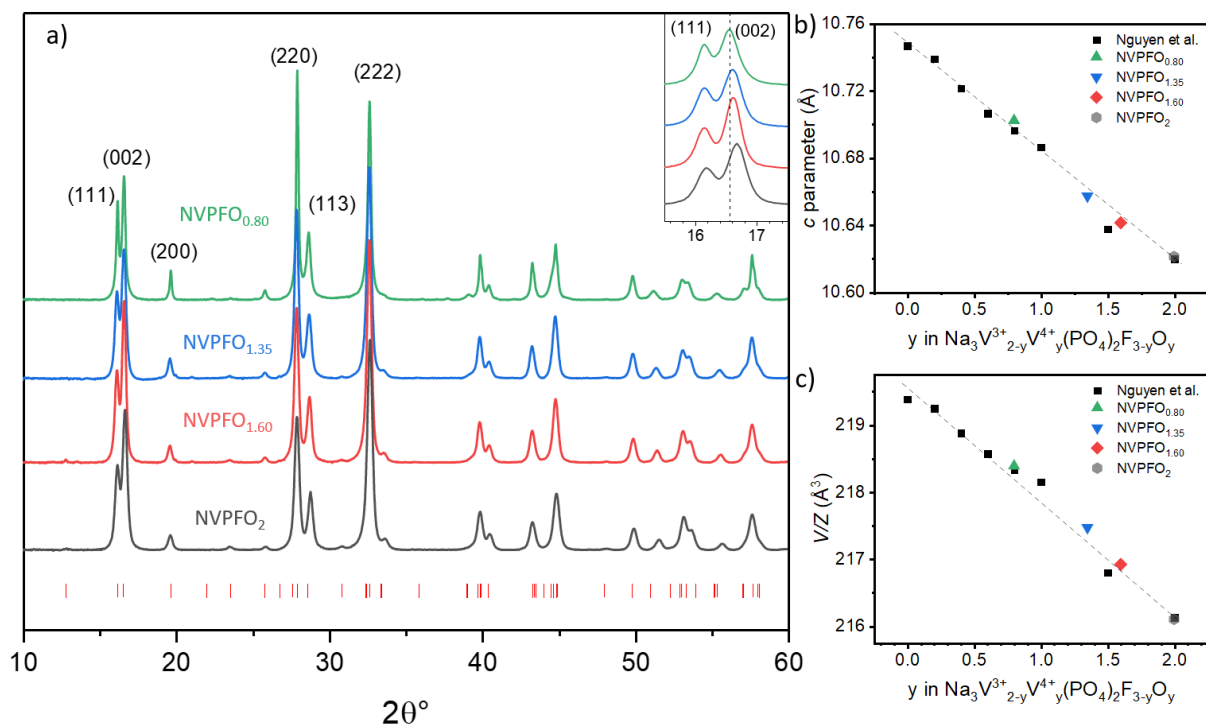 a)
(111)
(002)
(200)
(220)
(113)
(222)
NVPFO0.80
NVPFO1.35
NVPFO1.60
NVPFO2
10 20 30 40 50 60
2θ°
(111) (002)
16 17
b)
c parameter (Å)
10.76
10.72
10.68
10.64
10.60
Nguyen et al.
NVPFO0.80
NVPFO1.35
NVPFO1.60
NVPFO2
0.0 0.5 1.0 1.5 2.0
y in Na3V3+2-yV4+y(PO4)2F3-yOy
c)
V/Z (Å3)
219
218
217
216
Nguyen et al.
NVPFO0.80
NVPFO1.35
NVPFO1.60
NVPFO2
0.0 0.5 1.0 1.5 2.0
y in Na3V3+2-yV4+y(PO4)2F3-yOy